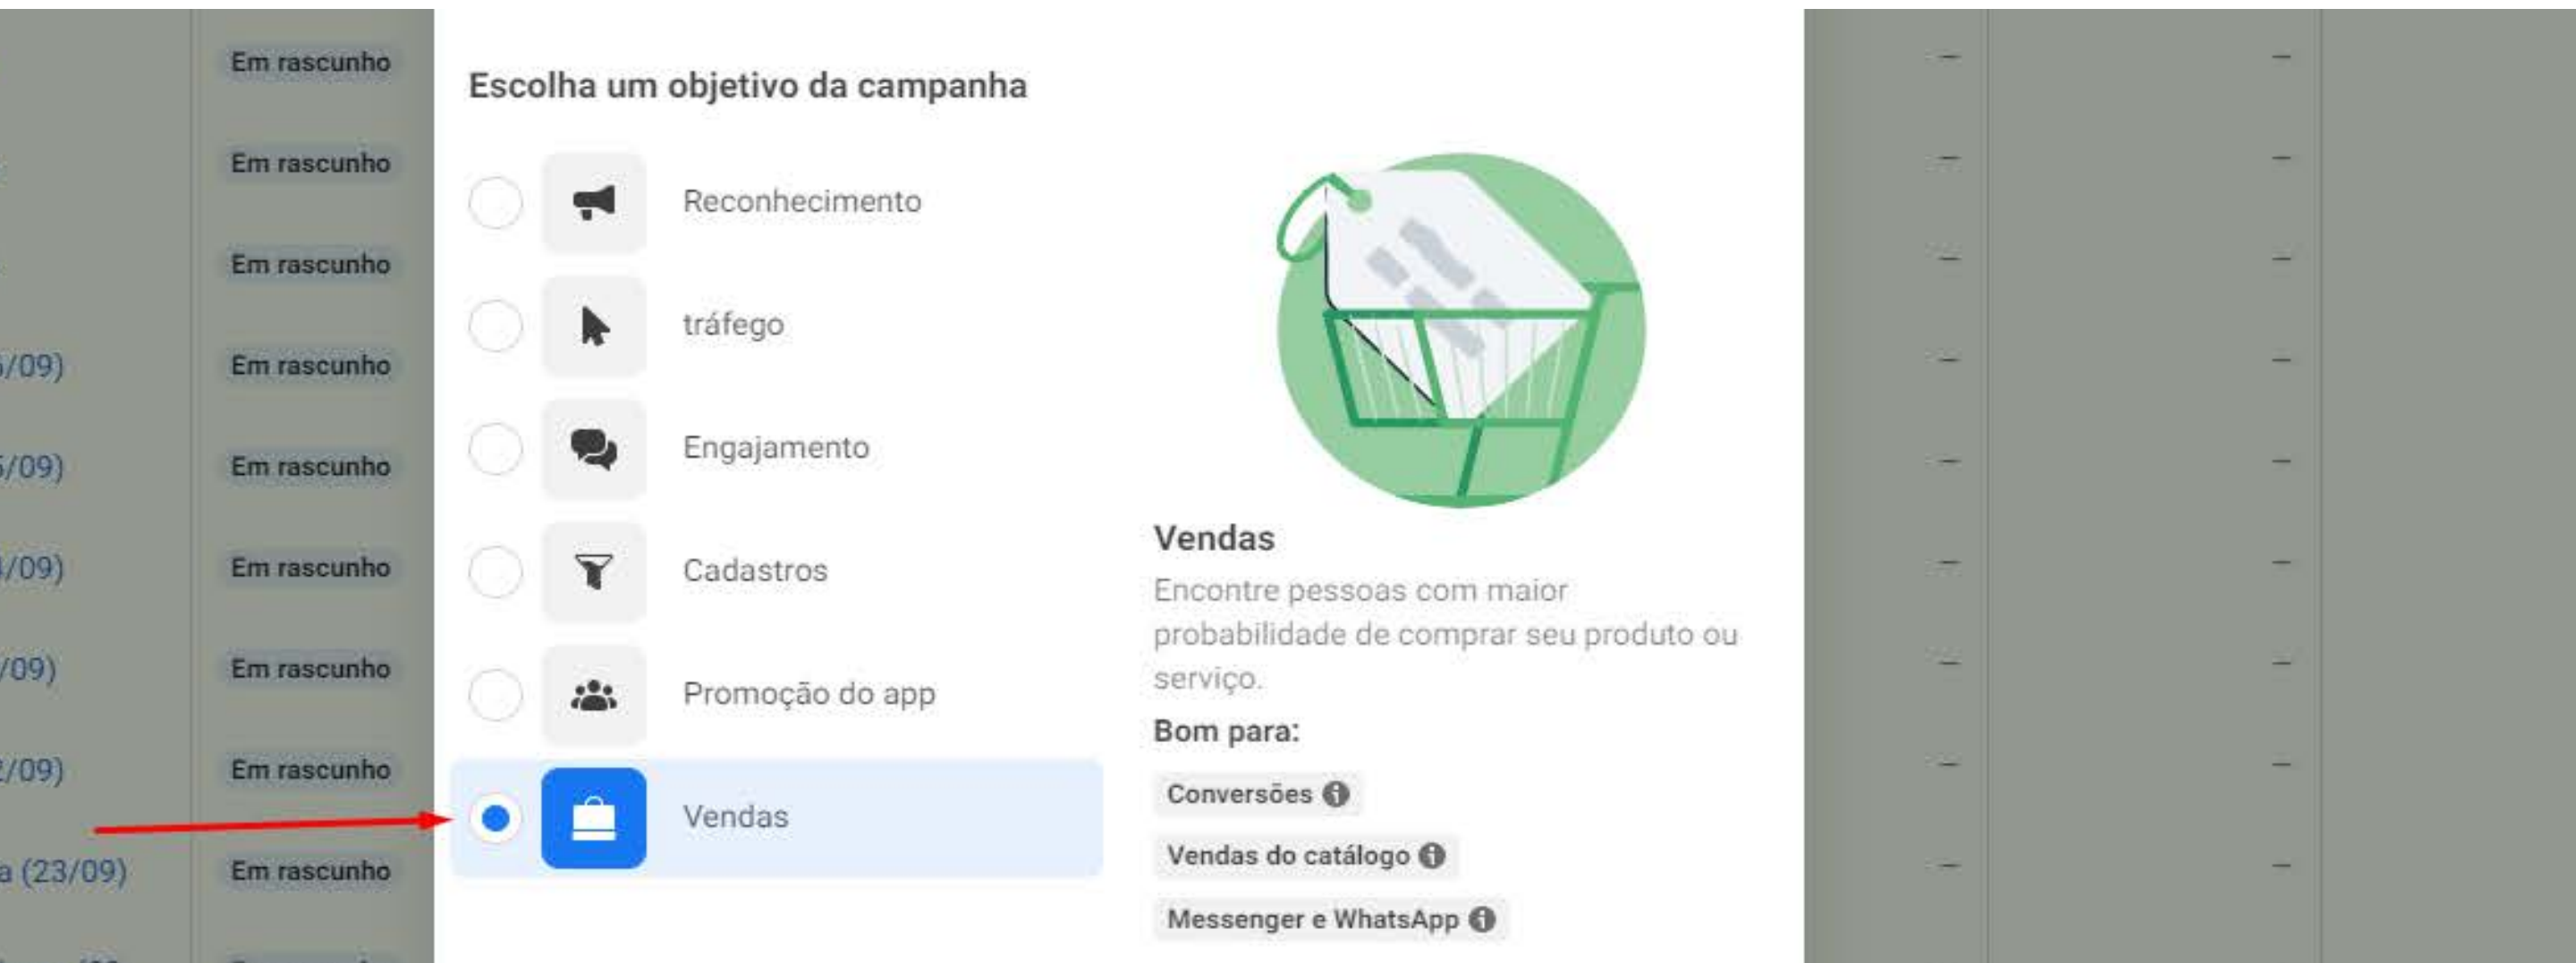 Em rascunho
Em rascunho
Em rascunho
/09)
Em rascunho
/09)
Em rascunho
/09)
Em rascunho
/09)
Em rascunho
/09)
Em rascunho
a (23/09)
Em rascunho
Escolha um objetivo da campanha
Reconhecimento
tráfego
Engajamento
Cadastros
Promoção do app
Vendas
Vendas
Encontre pessoas com maior
probabilidade de comprar seu produto ou
serviço.
Bom para:
Conversões
Vendas do catálogo
Messenger e WhatsApp